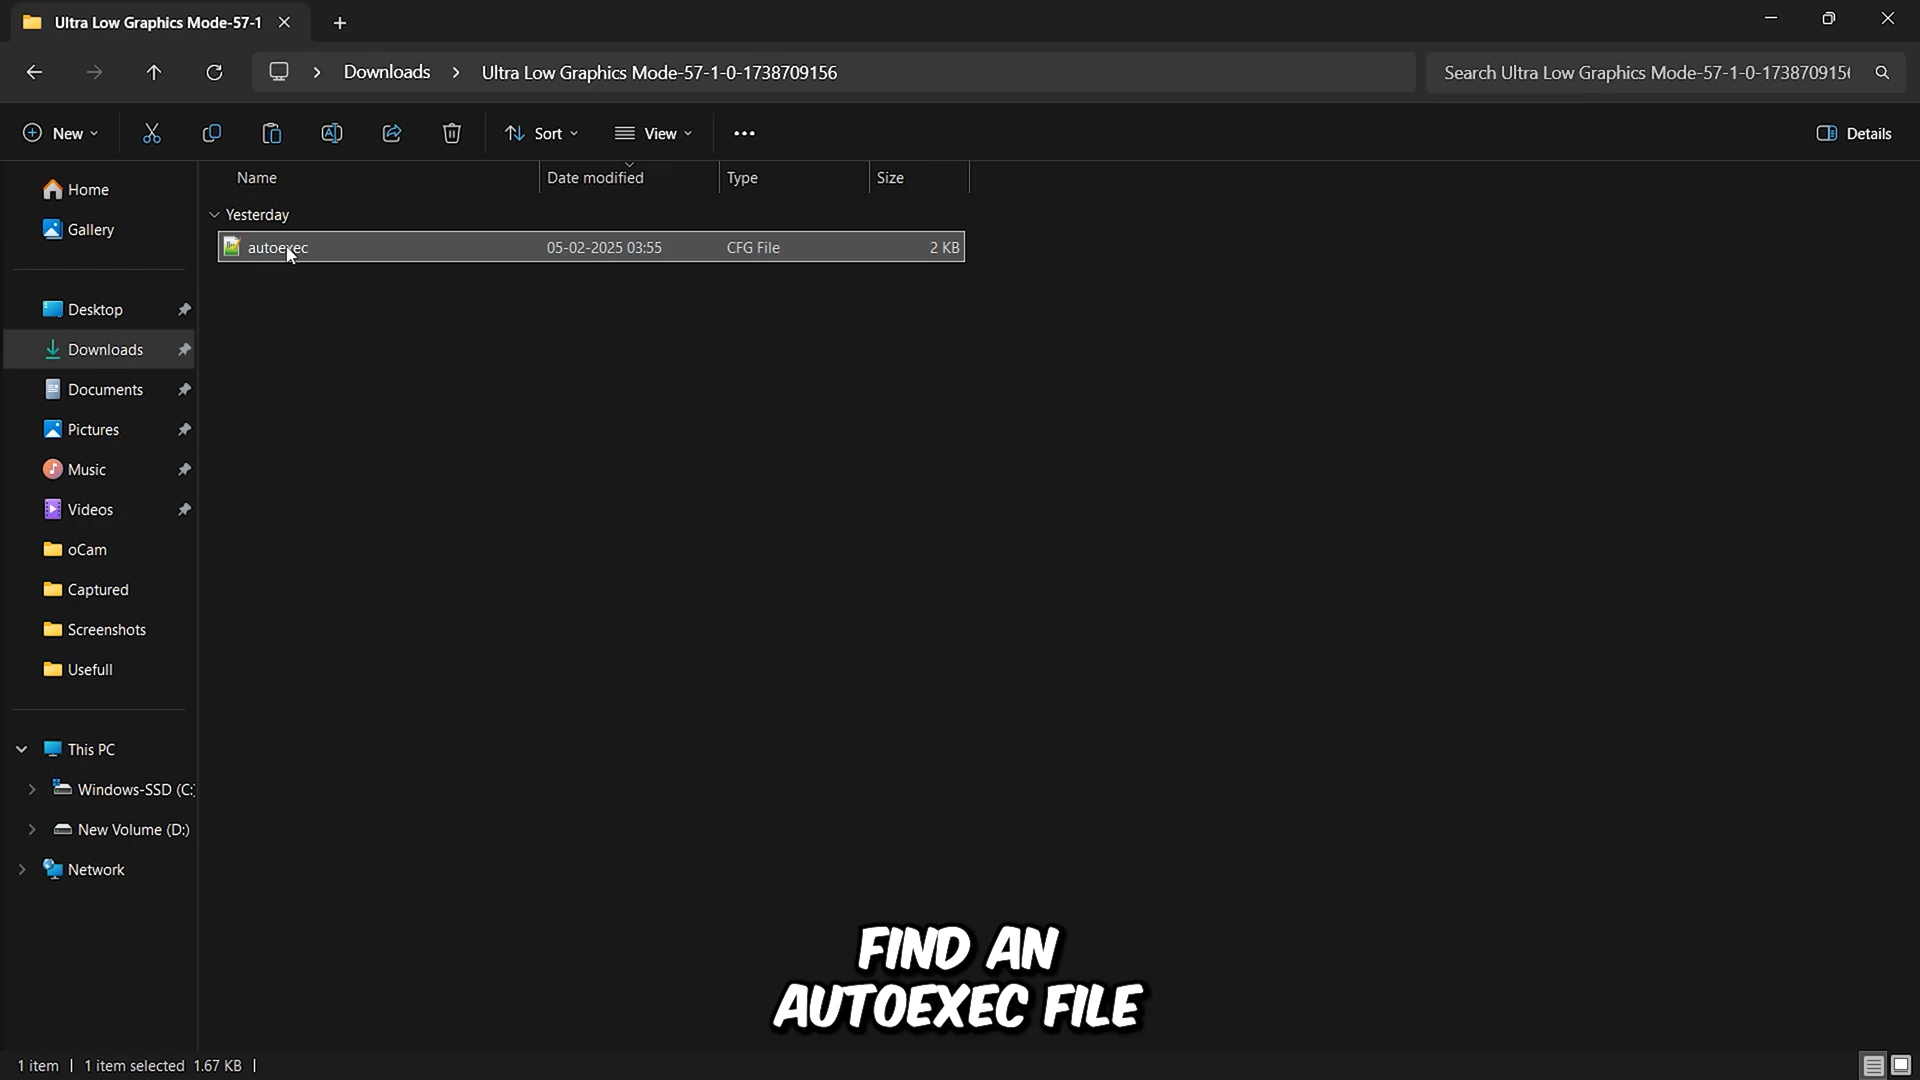 Ultra Low Graphics Mode-57-1
Downloads
Ultra Low Graphics Mode-57-1-0-1738709156
Search Ultra Low Graphics Mode-57-1-0-173870915
New
Sort
View
Details
Name
Date modified
Type
Size
Yesterday
autoexec
05-02-2025 03:55
CFG File
2 KB
Home
Gallery
Desktop
Downloads
Documents
Pictures
Music
Videos
oCam
Captured
Screenshots
Usefull
This PC
Windows-SSD (C:)
New Volume (D:)
Network
FIND AN
AUTOEXEC FILE
1 item
1 item selected 1.67 KB